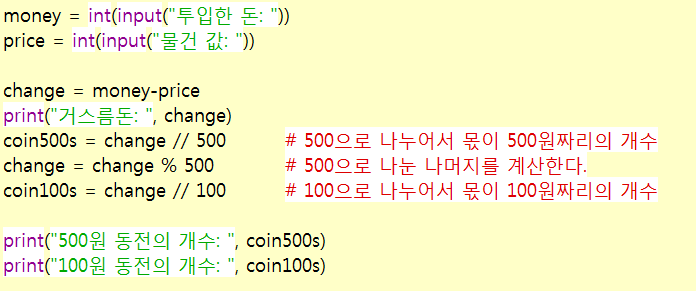 money = int(input("투입한 돈: "))
price = int(input("물건 값: "))
change = money-price
print("거스름돈: ", change)
coin500s = change // 500 # 500으로 나누어서 몫이 500원짜리의 개수
change = change % 500 # 500으로 나눈 나머지를 계산한다.
coin100s = change // 100 # 100으로 나누어서 몫이 100원짜리의 개수
print("500원 동전의 개수: ", coin500s)
print("100원 동전의 개수: ", coin100s)